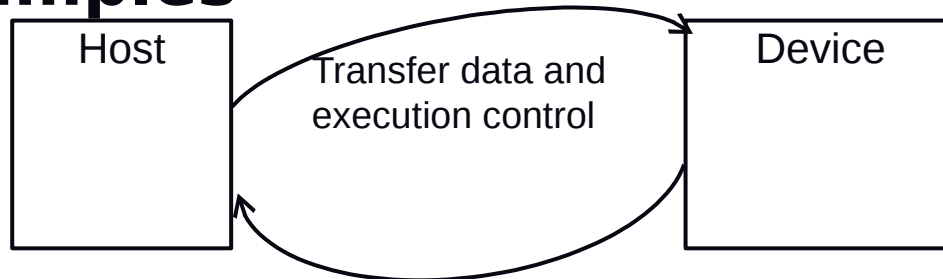 Host
Device
Transfer data and
execution control